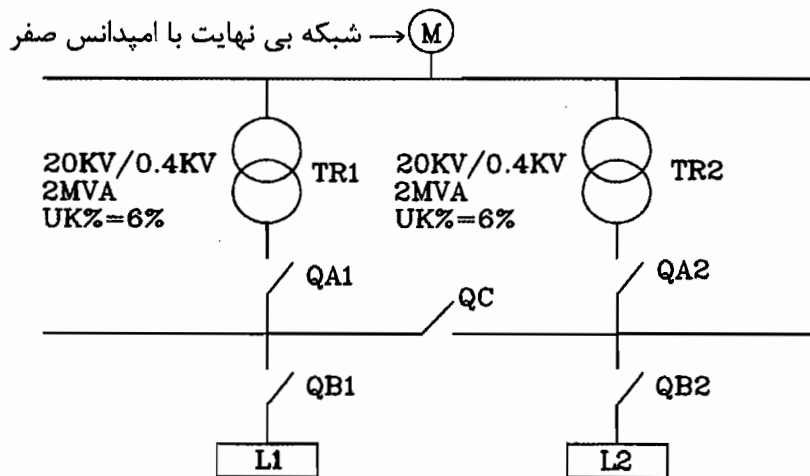 شبکه بی نهایت با امپدانس صفر
M
20KV/0.4KV
2MVA
UK%=6%
TR1
20KV/0.4KV
2MVA
UK%=6%
TR2
QA1
QC
QA2
QB1
QB2
L1
L2